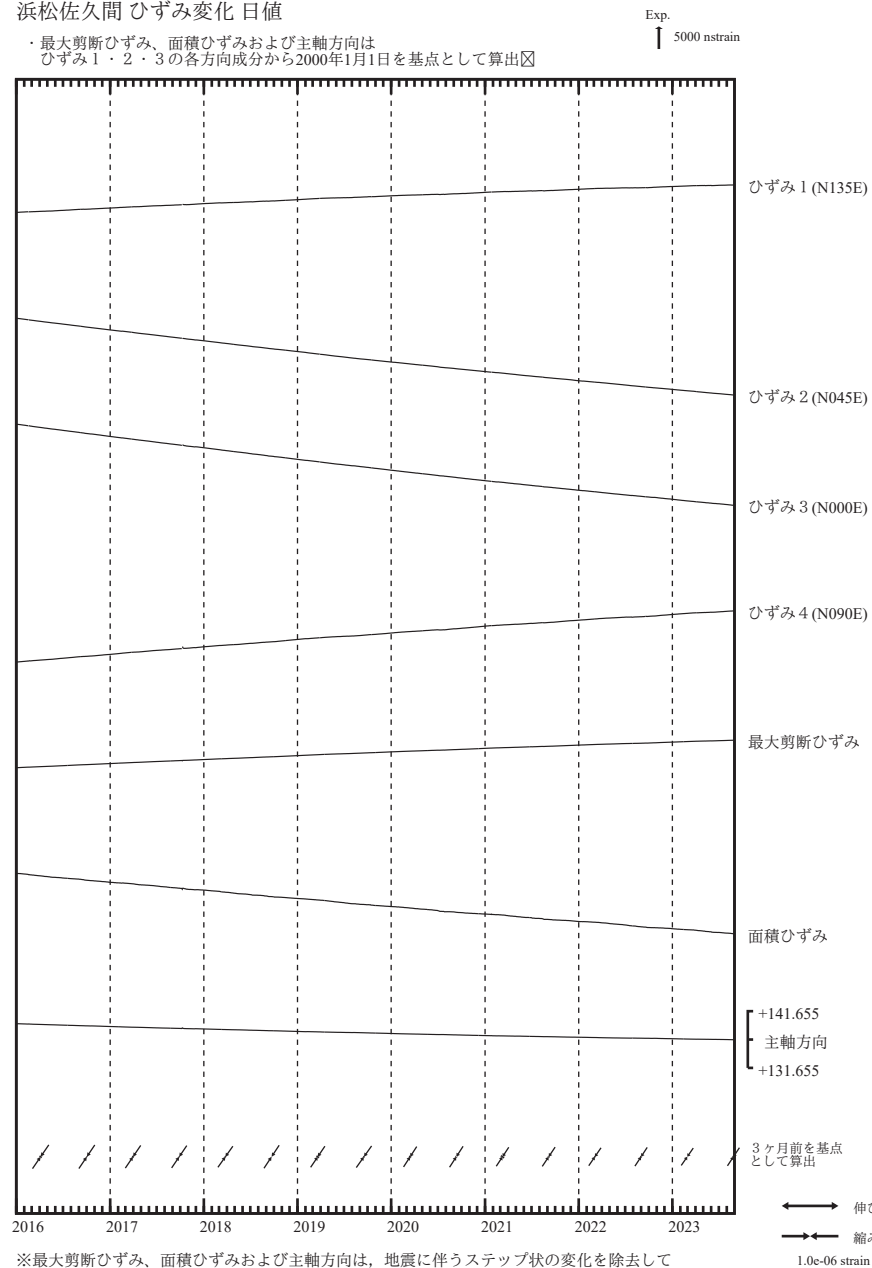 浜松佐久間 ひずみ変化 日値
・最大剪断ひずみ、面積ひずみおよび主軸方向は
ひずみ１・２・３の各方向成分から2000年1月1日を基点として算出
Exp.
5000 nstrain
ひずみ１(N135E)
ひずみ２(N045E)
ひずみ３(N000E)
ひずみ４(N090E)
最大剪断ひずみ
面積ひずみ
+141.655
主軸方向
+131.655
３ヶ月前を基点
として算出
2016 2017 2018 2019 2020 2021 2022 2023
伸び
縮み
1.0e-06 strain
※最大剪断ひずみ、面積ひずみおよび主軸方向は，地震に伴うステップ状の変化を除去して